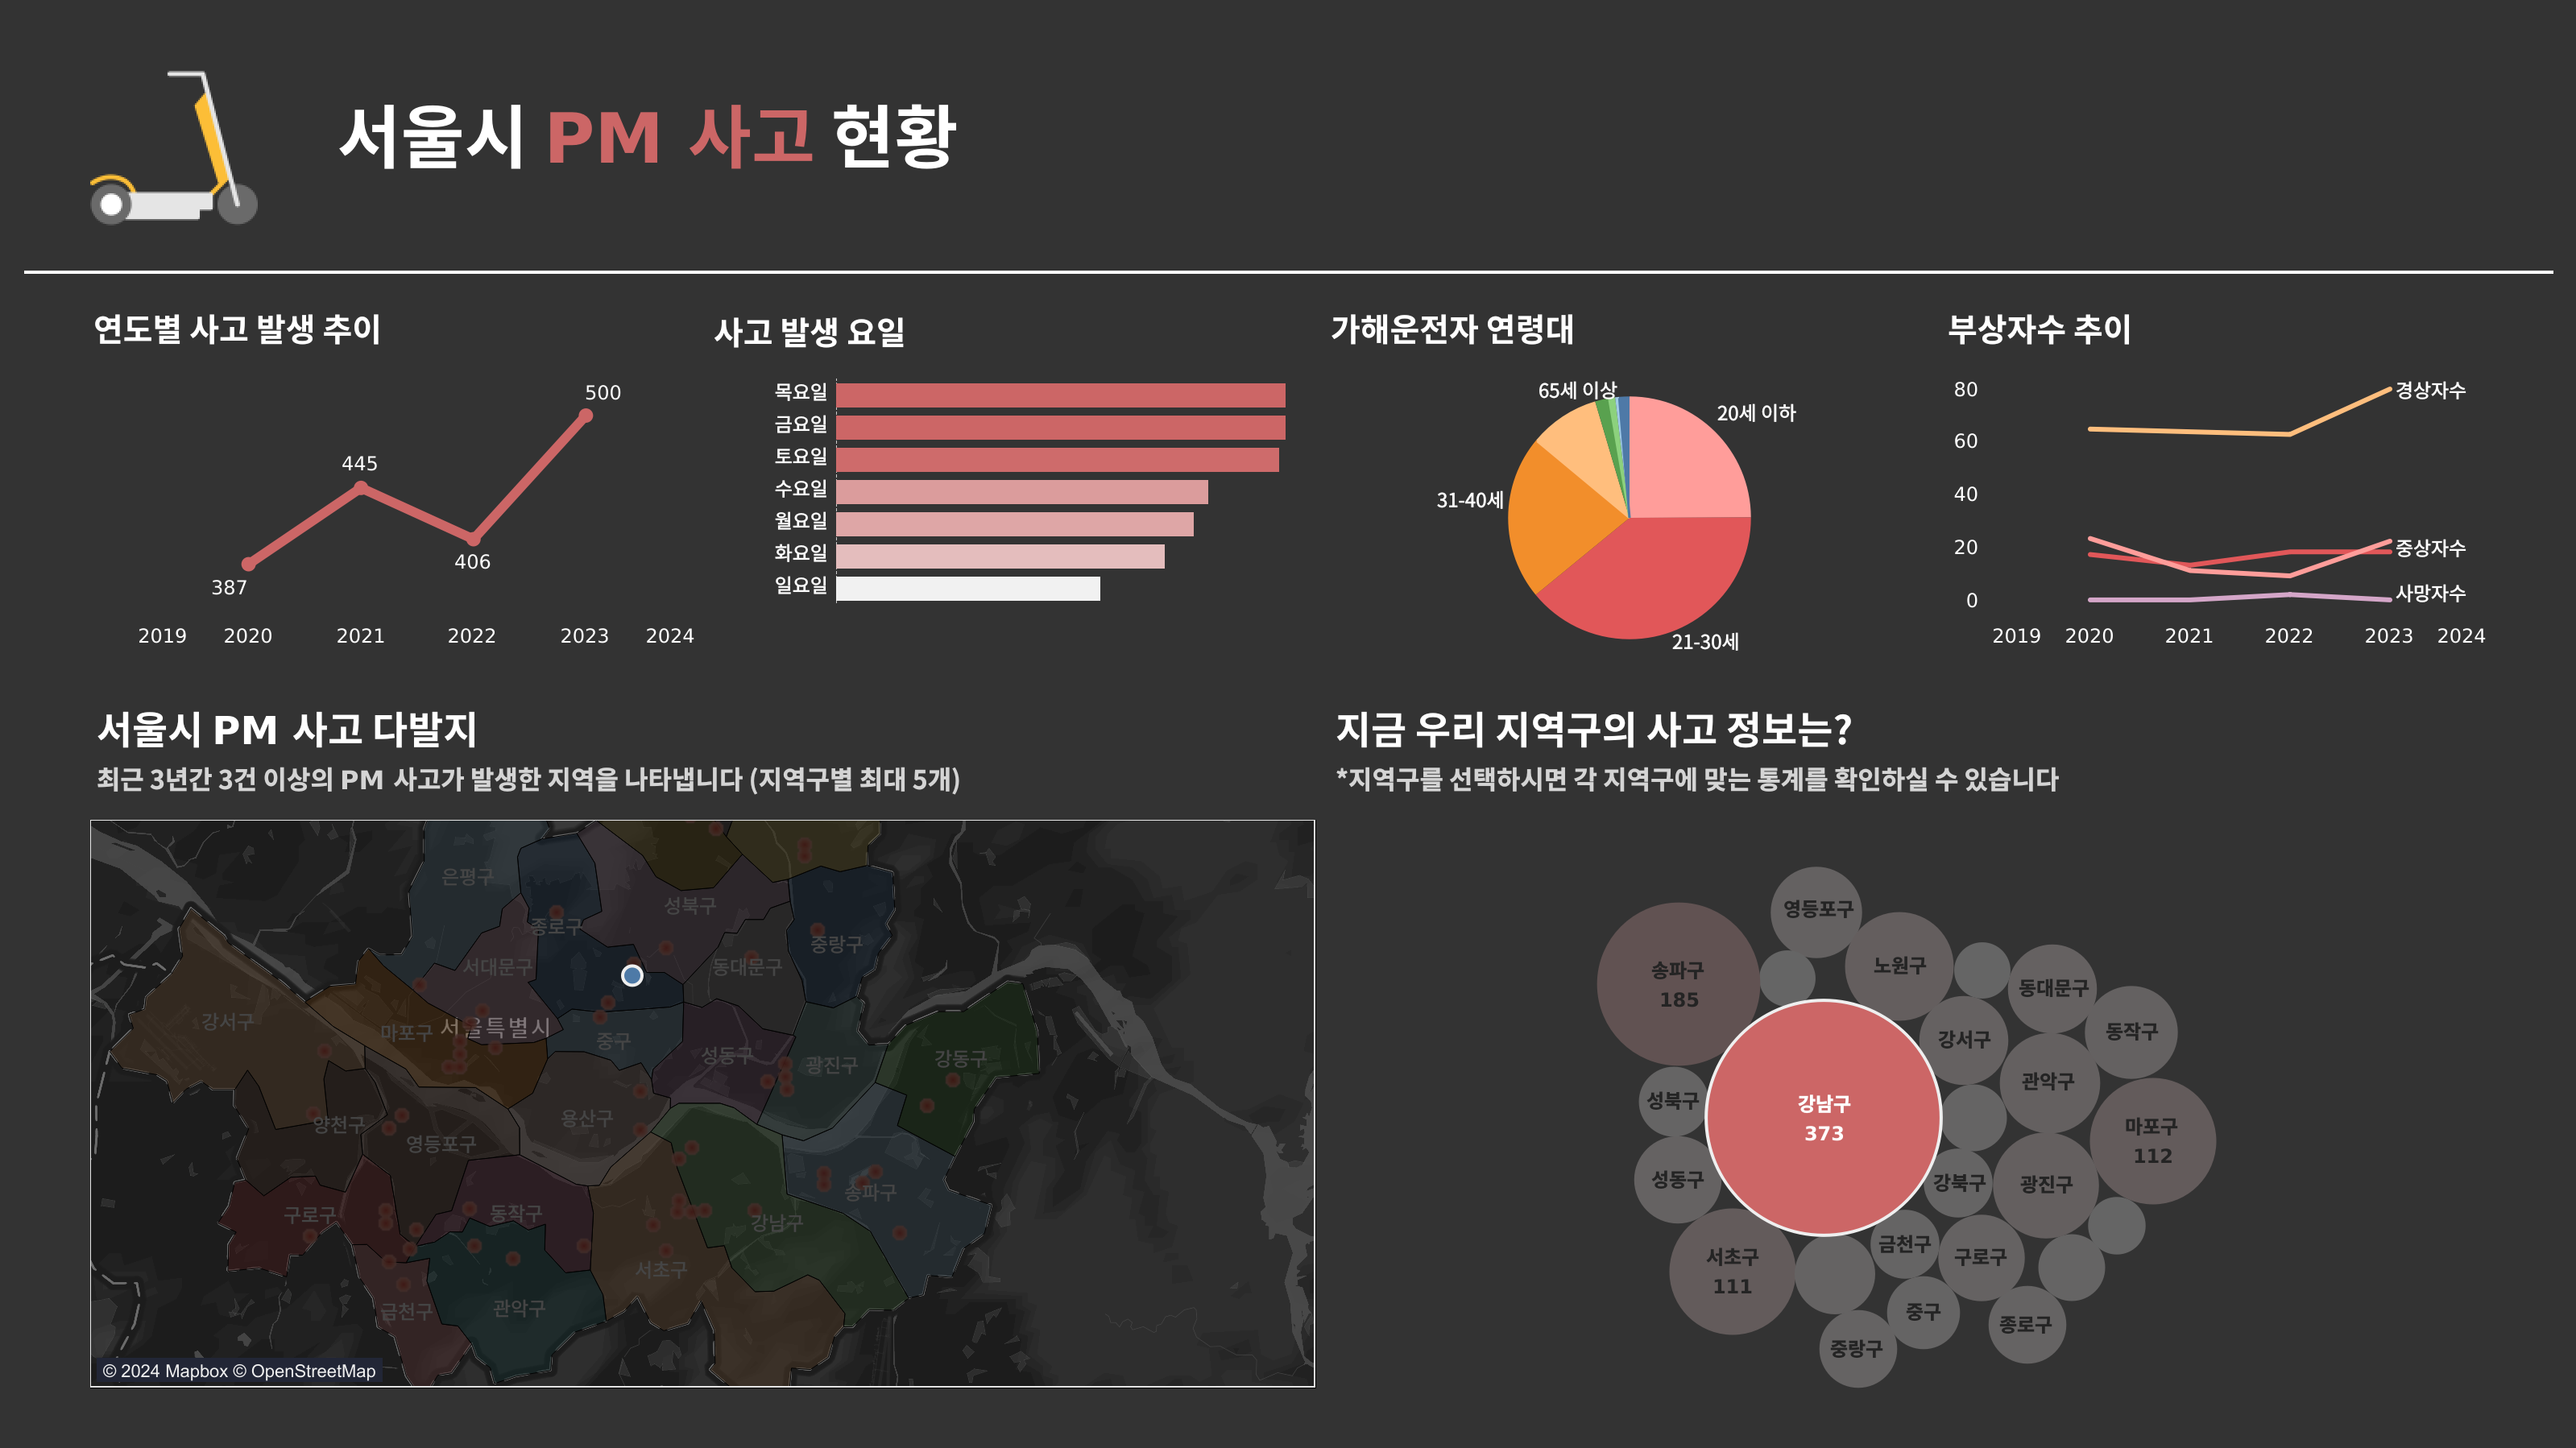 서울시 PM 사고 현황
연도별 사고 발생 추이
500
445
406
387
2019 2020 2021 2022 2023 2024
사고 발생 요일
목요일
금요일
토요일
수요일
월요일
화요일
일요일
가해운전자 연령대
65세 이상
20세 이하
31-40세
21-30세
부상자수 추이
80
60
40
20
0
경상자수
중상자수
사망자수
2019 2020 2021 2022 2023 2024
서울시 PM 사고 다발지
최근 3년간 3건 이상의 PM 사고가 발생한 지역을 나타냅니다 (지역구별 최대 5개)
은평구
성북구
종로구
중랑구
서대문구
동대문구
강서구
마포구
서울특별시
중구
성동구
광진구
강동구
양천구
영등포구
용산구
송파구
구로구
동작구
강남구
서초구
금천구
관악구
© 2024 Mapbox © OpenStreetMap
지금 우리 지역구의 사고 정보는?
*지역구를 선택하시면 각 지역구에 맞는 통계를 확인하실 수 있습니다
영등포구
송파구
185
노원구
동대문구
동작구
강서구
관악구
성북구
강남구
373
마포구
112
성동구
강북구
광진구
서초구
111
금천구
구로구
중구
종로구
중랑구